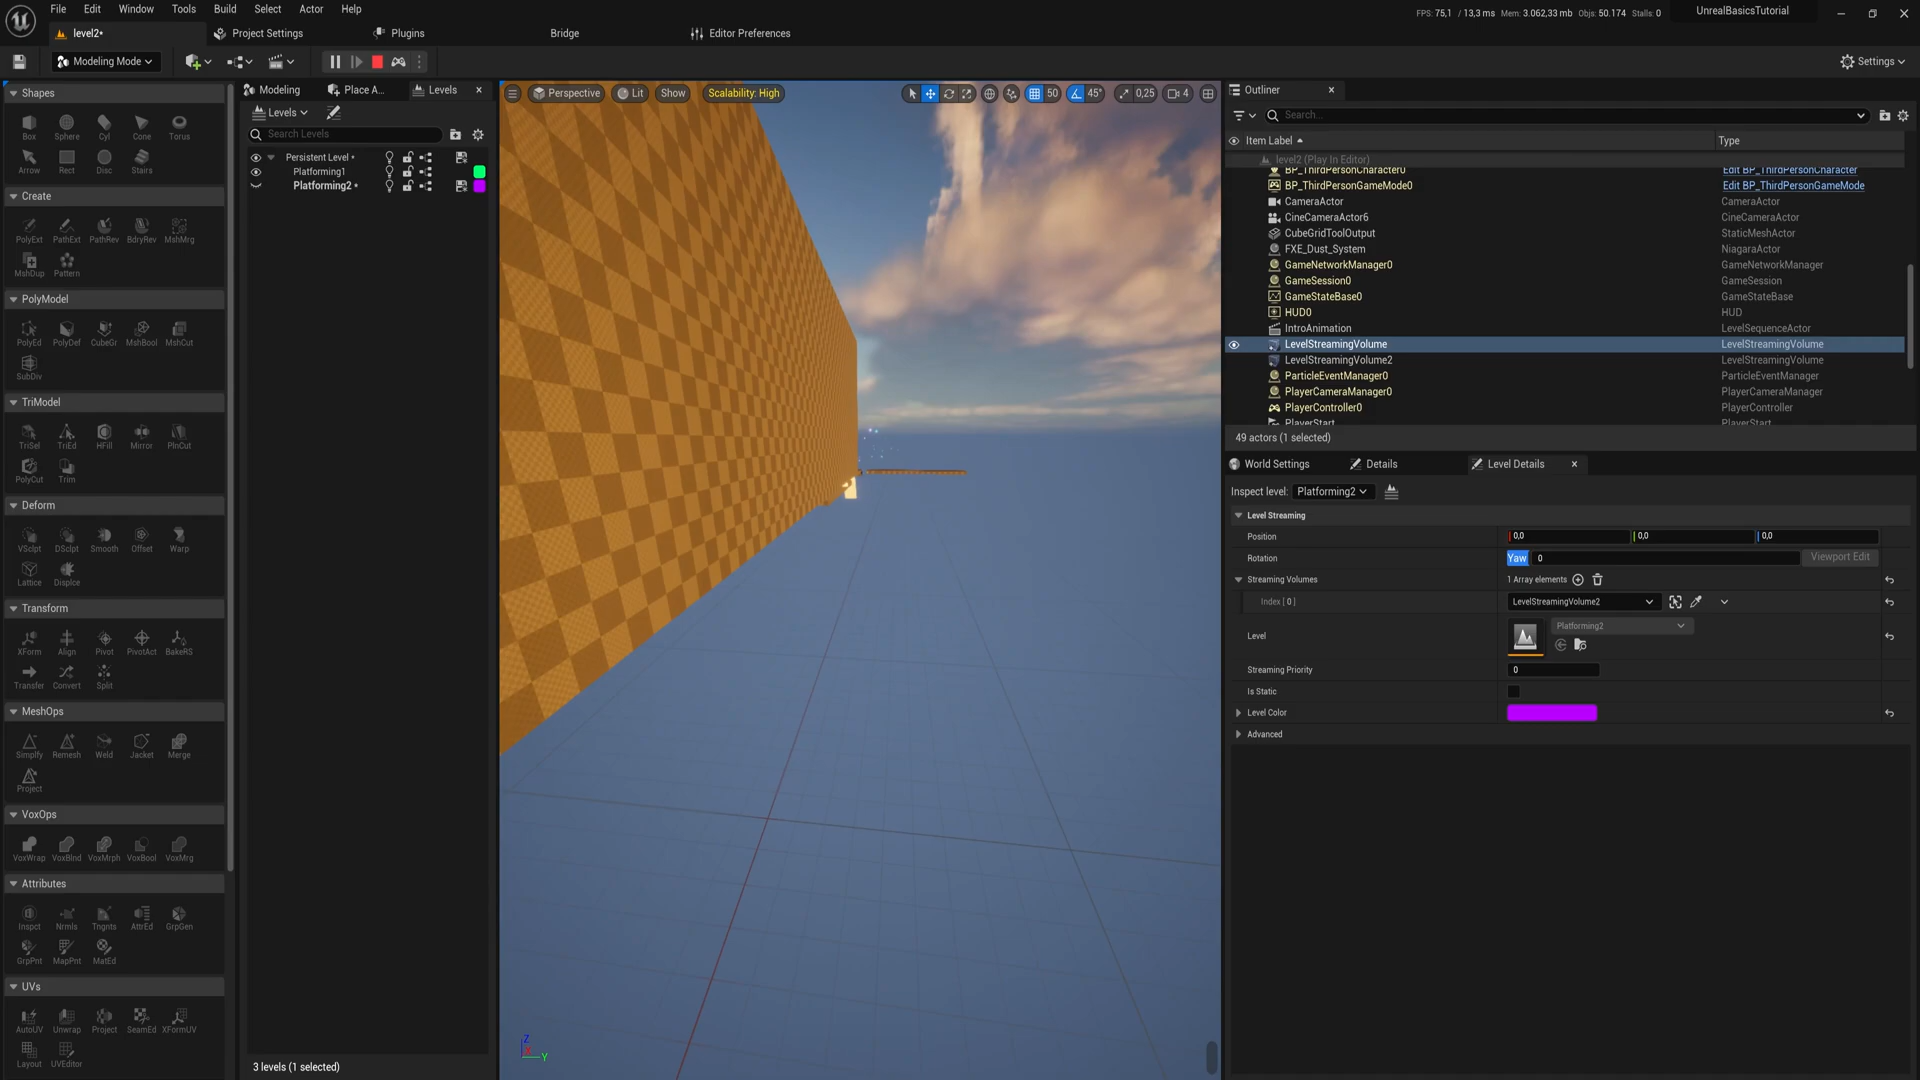 File Edit Window Tools Build Select Actor Help
FPS: 75,1 / 13,3 ms Mem: 3.062,33 mb Objs: 50.174 Stalls: 0
UnrealBasicsTutorial
level2*
Project Settings
Plugins
Bridge
Editor Preferences
Modeling Mode
Settings
Shapes
Box Sphere Cyl Cone Torus
Arrow Rect Disc Stairs
Create
PolyExt PathExt PathRev BdryRev MshMrg
MshDup Pattern
PolyModel
PolyEd PolyDef CubeGr MshBool MshCut
SubDiv
TriModel
TriSel TriEd HFill Mirror PlnCut
PolyCut Trim
Deform
VSclpt DSclpt Smooth Offset Warp
Lattice Displce
Transform
XForm Align Pivot PivotAct BakeRS
Transfer Convert Split
MeshOps
Simplfy Remesh Weld Jacket Merge
Project
VoxOps
VoxWrap VoxBlnd VoxMrph VoxBool VoxMrg
Attributes
Inspct Nrmls Tngnts AttrEd GrpGen
GrpPnt MapPnt MatEd
UVs
AutoUV Unwrap Project SeamEd XFormUV
Layout UVEditor
Modeling Place A... Levels
Levels
Search Levels
Persistent Level *
Platforming1
Platforming2 *
3 levels (1 selected)
Perspective Lit Show Scalability: High
50 45° 0,25 4
Z
X
Y
Outliner
Search...
Item Label Type
level2 (Play In Editor)
BP_ThirdPersonCharacter0 Edit BP_ThirdPersonCharacter
BP_ThirdPersonGameMode0 Edit BP_ThirdPersonGameMode
CameraActor CameraActor
CineCameraActor6 CineCameraActor
CubeGridToolOutput StaticMeshActor
FXE_Dust_System NiagaraActor
GameNetworkManager0 GameNetworkManager
GameSession0 GameSession
GameStateBase0 GameStateBase
HUD0 HUD
IntroAnimation LevelSequenceActor
LevelStreamingVolume LevelStreamingVolume
LevelStreamingVolume2 LevelStreamingVolume
ParticleEventManager0 ParticleEventManager
PlayerCameraManager0 PlayerCameraManager
PlayerController0 PlayerController
PlayerStart PlayerStart
49 actors (1 selected)
World Settings Details Level Details
Inspect level: Platforming2
Level Streaming
Position 0,0 0,0 0,0
Rotation Yaw 0 Viewport Edit
Streaming Volumes 1 Array elements
Index [ 0 ] LevelStreamingVolume2
Level Platforming2
Streaming Priority 0
Is Static
Level Color
Advanced